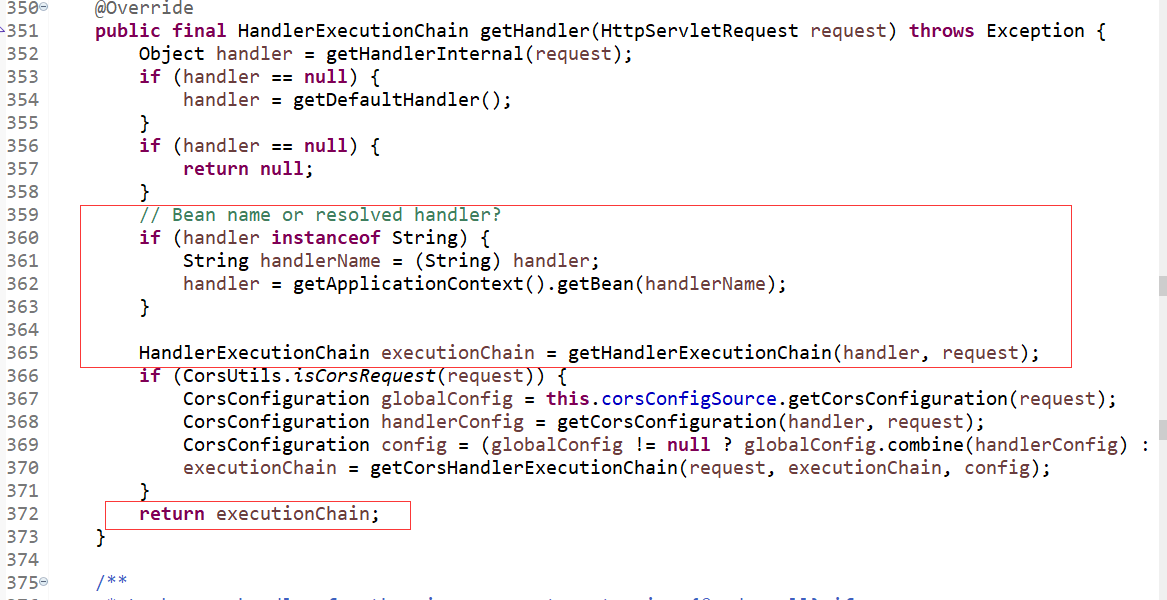 350 @Override
351 public final HandlerExecutionChain getHandler(HttpServletRequest request) throws Exception {
352 Object handler = getHandlerInternal(request);
353 if (handler == null) {
354 handler = getDefaultHandler();
355 }
356 if (handler == null) {
357 return null;
358 }
359 // Bean name or resolved handler?
360 if (handler instanceof String) {
361 String handlerName = (String) handler;
362 handler = getApplicationContext().getBean(handlerName);
363 }
364
365 HandlerExecutionChain executionChain = getHandlerExecutionChain(handler, request);
366 if (CorsUtils.isCorsRequest(request)) {
367 CorsConfiguration globalConfig = this.corsConfigSource.getCorsConfiguration(request);
368 CorsConfiguration handlerConfig = getCorsConfiguration(handler, request);
369 CorsConfiguration config = (globalConfig != null ? globalConfig.combine(handlerConfig) :
370 executionChain = getCorsHandlerExecutionChain(request, executionChain, config);
371 }
372 return executionChain;
373 }
374
375 /**